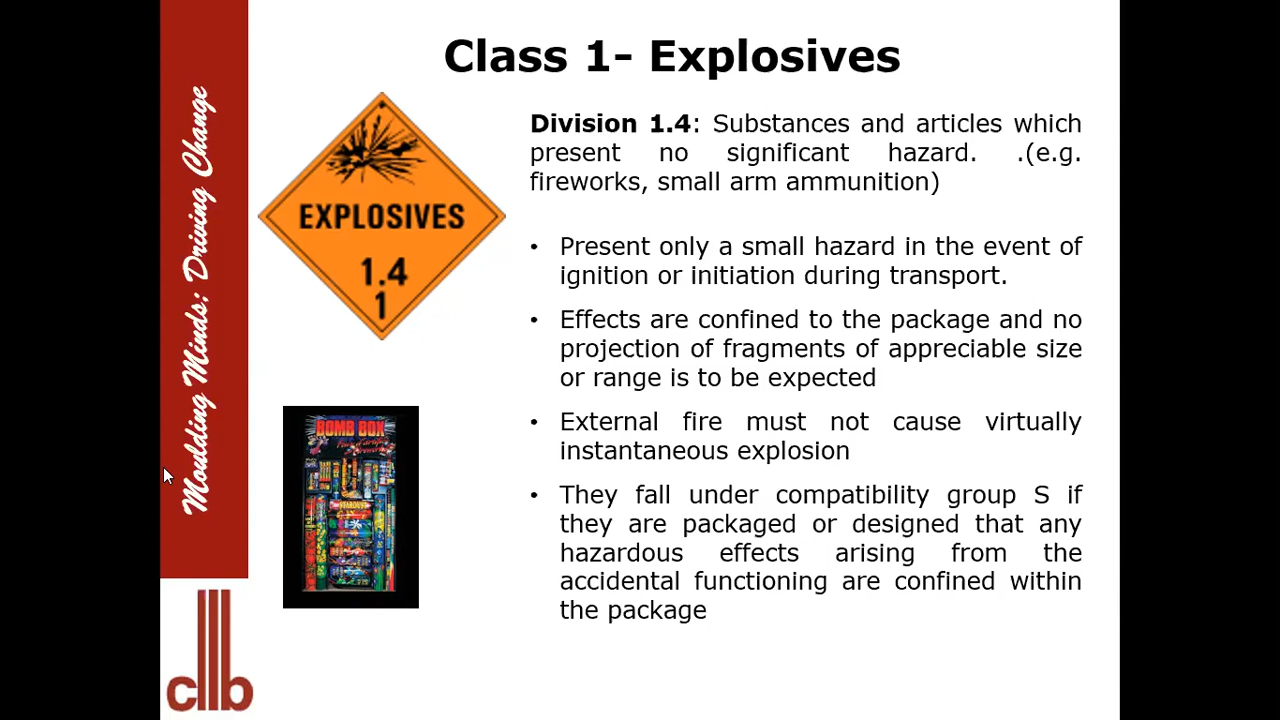 Class 1- Explosives
Moulding Minds; Driving Change
EXPLOSIVES
1.4
1
Division 1.4: Substances and articles which
present no significant hazard. .(e.g.
fireworks, small arm ammunition)
• Present only a small hazard in the event of
ignition or initiation during transport.
• Effects are confined to the package and no
projection of fragments of appreciable size
or range is to be expected
• External fire must not cause virtually
instantaneous explosion
• They fall under compatibility group S if
they are packaged or designed that any
hazardous effects arising from the
accidental functioning are confined within
the package
BOMB BOX
cllb